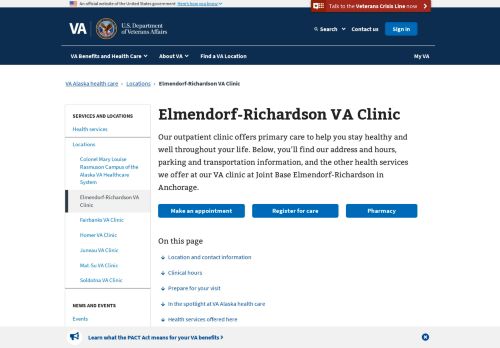 An official website of the United States government Here's how you know
Talk to the Veterans Crisis Line now
VA
U.S. Department
of Veterans Affairs
Search
Contact us
Sign in
VA Benefits and Health Care
About VA
Find a VA Location
My VA
VA Alaska health care › Locations › Elmendorf-Richardson VA Clinic
SERVICES AND LOCATIONS
Health services
Locations
Colonel Mary Louise
Rasmuson Campus of the
Alaska VA Healthcare
System
Elmendorf-Richardson VA
Clinic
Fairbanks VA Clinic
Homer VA Clinic
Juneau VA Clinic
Mat-Su VA Clinic
Soldotna VA Clinic
NEWS AND EVENTS
Events
Elmendorf-Richardson VA Clinic
Our outpatient clinic offers primary care to help you stay healthy and
well throughout your life. Below, you'll find our address and hours,
parking and transportation information, and the other health services
we offer at our VA clinic at Joint Base Elmendorf-Richardson in
Anchorage.
Make an appointment
Register for care
Pharmacy
On this page
Location and contact information
Clinical hours
Prepare for your visit
In the spotlight at VA Alaska health care
Health services offered here
Learn what the PACT Act means for your VA benefits